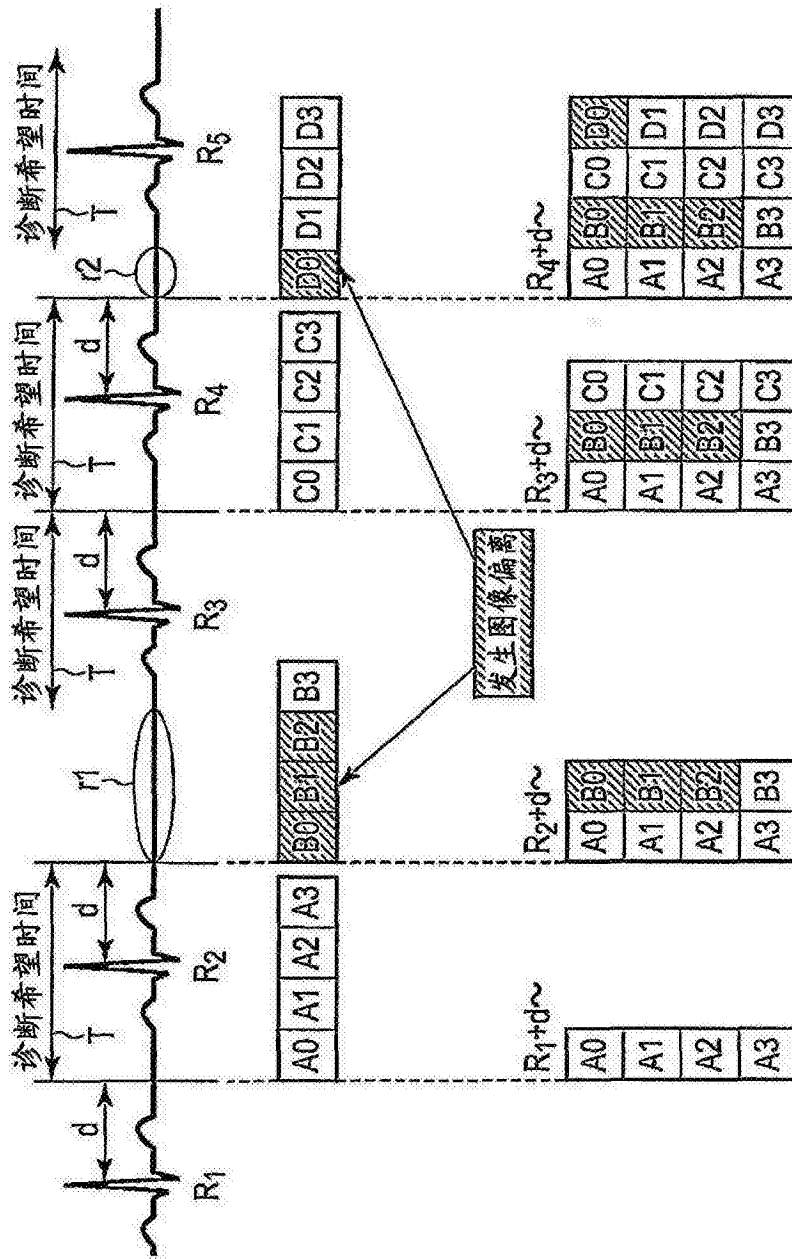 诊断希望时间
诊断希望时间
诊断希望时间
诊断希望时间
T
T
T
T
d
d
d
d
r1
r2
R1
R2
R3
R4
R5
A0 A1 A2 A3
B0 B1 B2 B3
C0 C1 C2 C3
D0 D1 D2 D3
发生图像偏离
R1+d~
A0
A1
A2
A3
R2+d~
A0 B0
A1 B1
A2 B2
A3 B3
R3+d~
A0 B0 C0
A1 B1 C1
A2 B2 C2
A3 B3 C3
R4+d~
A0 B0 C0 D0
A1 B1 C1 D1
A2 B2 C2 D2
A3 B3 C3 D3